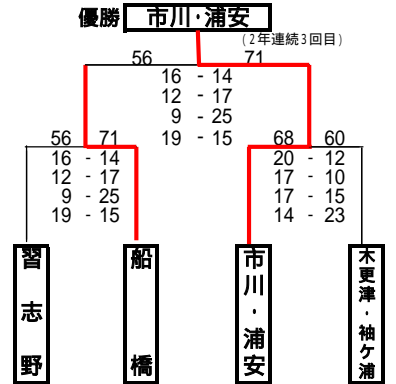 優勝 市川・浦安
(2年連続3回目)
56 71
16 - 14
12 - 17
9 - 25
19 - 15
56 71 68 60
16 - 14 20 - 12
12 - 17 17 - 10
9 - 25 17 - 15
19 - 15 14 - 23
習志野
船橋
市川・浦安
木更津・袖ケ浦